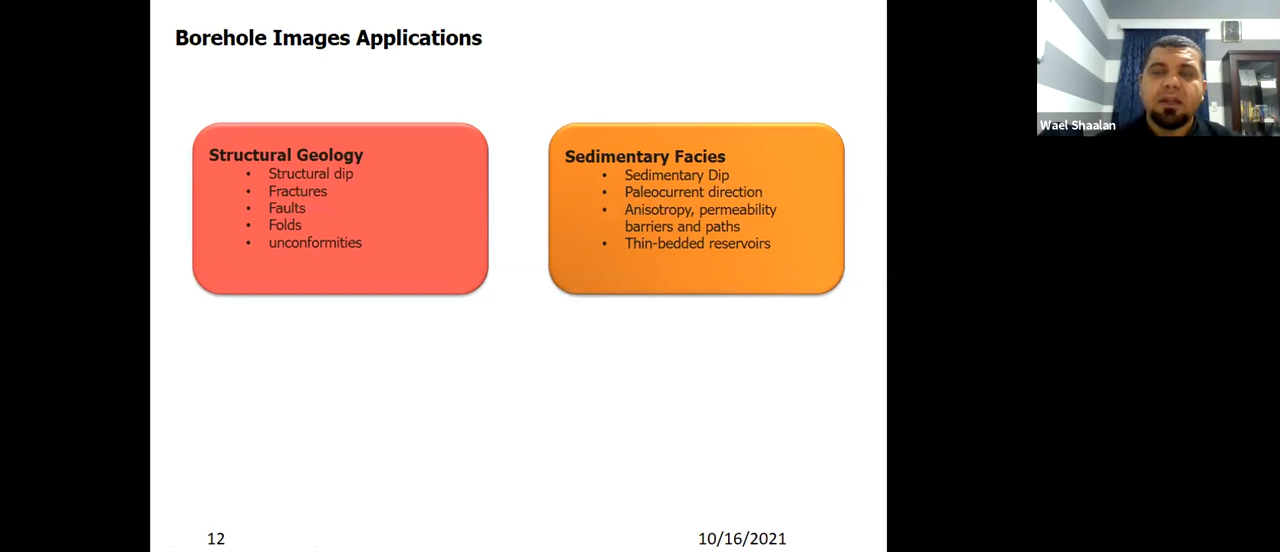 Borehole Images Applications
Wael Shaalan
Structural Geology
• Structural dip
• Fractures
• Faults
• Folds
• unconformities
Sedimentary Facies
• Sedimentary Dip
• Paleocurrent direction
• Anisotropy, permeability
barriers and paths
• Thin-bedded reservoirs
12
10/16/2021